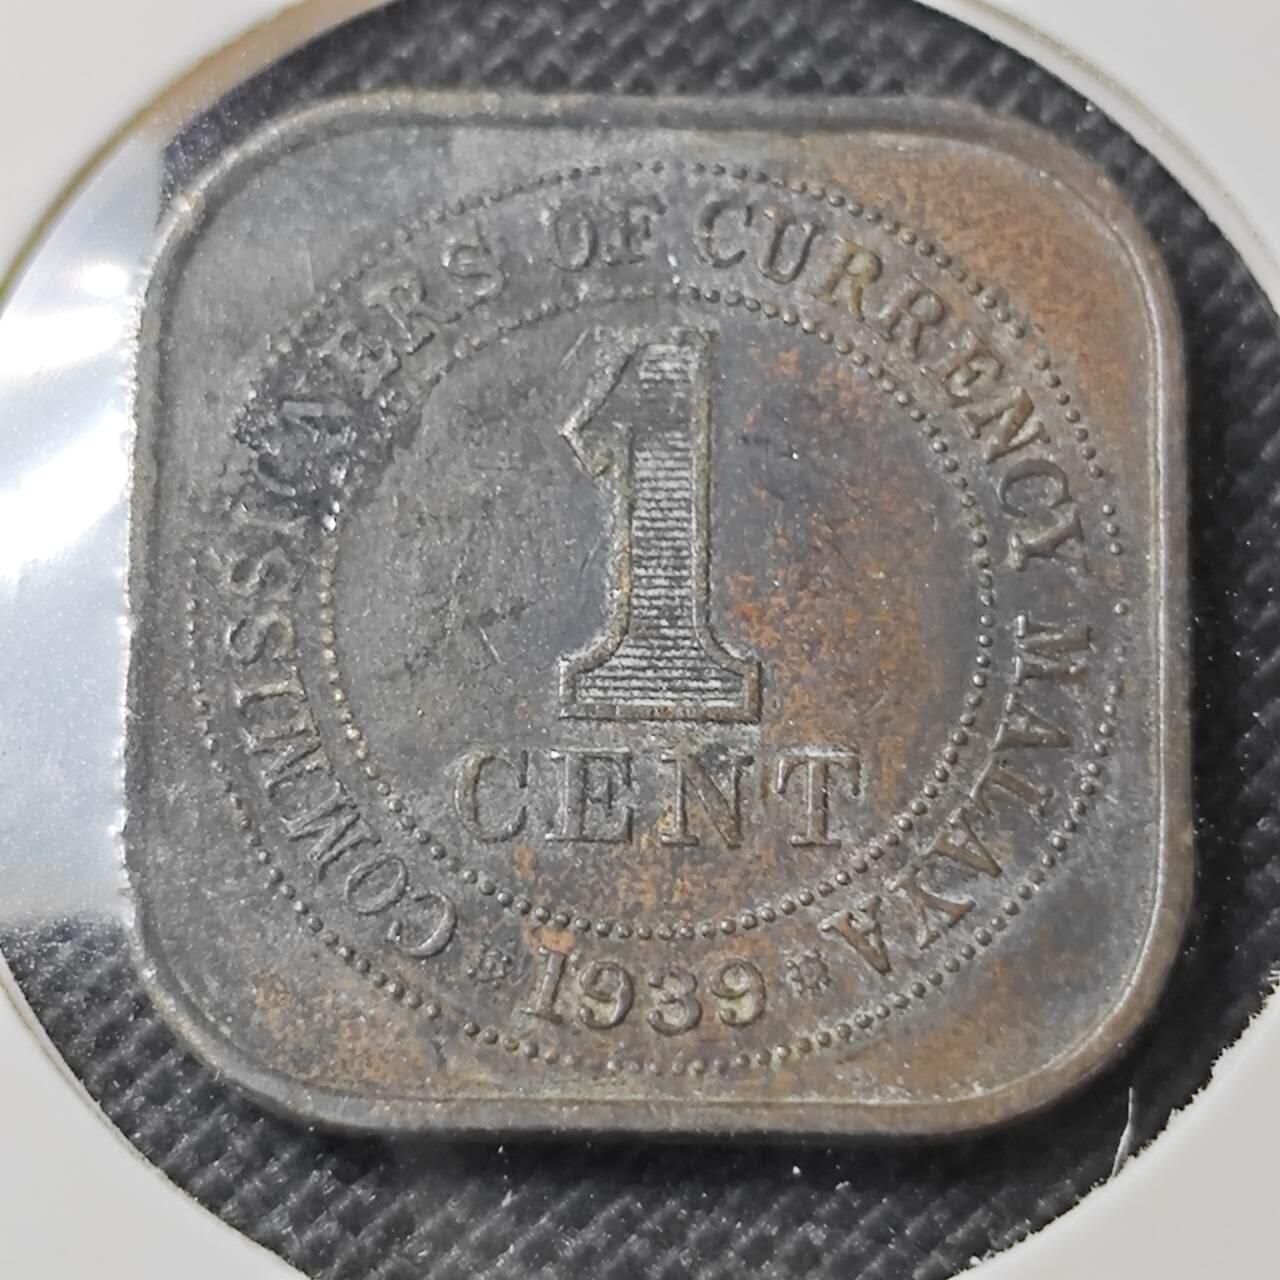 COMMISSIONERS OF CURRENCY MALAYA
1
CENT
1939